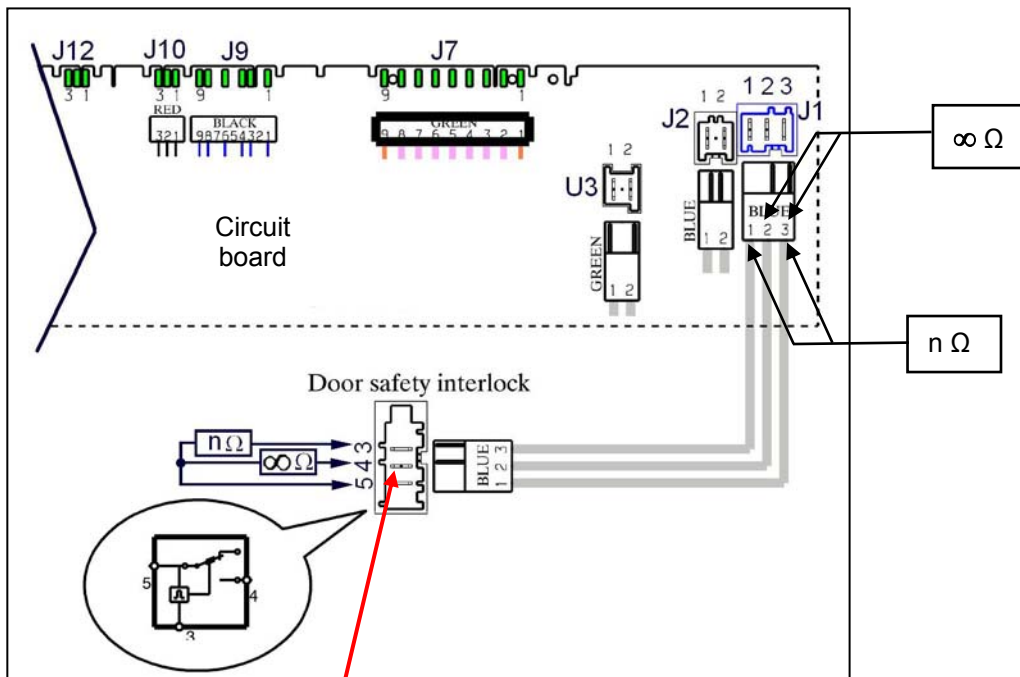 J12 J10 J9 J7
3 1 3 1 9 1 9 1
RED
321
BLACK
987654321
GREEN
9 8 7 6 5 4 3 2 1
1 2
J2
1 2 3
J1
∞ Ω
1 2
U3
BLUE
1 2
BLUE
1 2 3
GREEN
1 2
Circuit
board
n Ω
Door safety interlock
nΩ
∞ Ω
3
4
5
BLUE
1 2 3
5
4
3